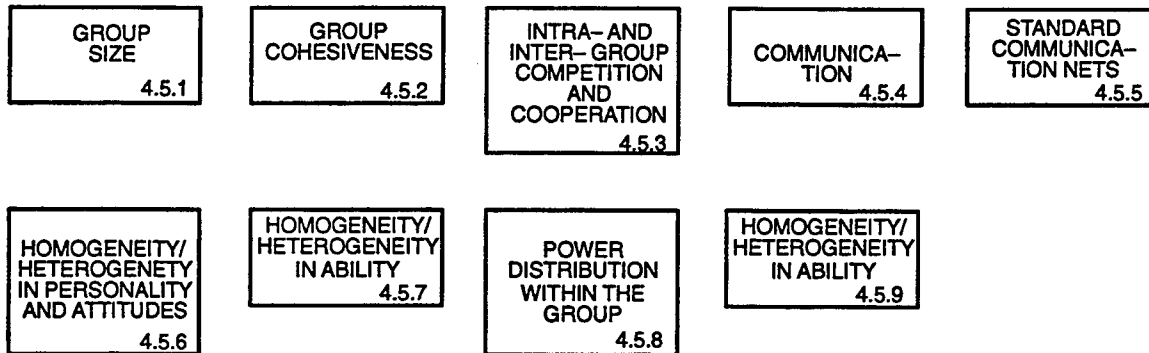 GROUP
SIZE
4.5.1
GROUP
COHESIVENESS
4.5.2
INTRA– AND
INTER– GROUP
COMPETITION
AND
COOPERATION
4.5.3
COMMUNICA–
TION
4.5.4
STANDARD
COMMUNICA–
TION NETS
4.5.5
HOMOGENEITY/
HETEROGENETY
IN PERSONALITY
AND ATTITUDES
4.5.6
HOMOGENEITY/
HETEROGENEITY
IN ABILITY
4.5.7
POWER
DISTRIBUTION
WITHIN THE
GROUP
4.5.8
HOMOGENEITY/
HETEROGENEITY
IN ABILITY
4.5.9